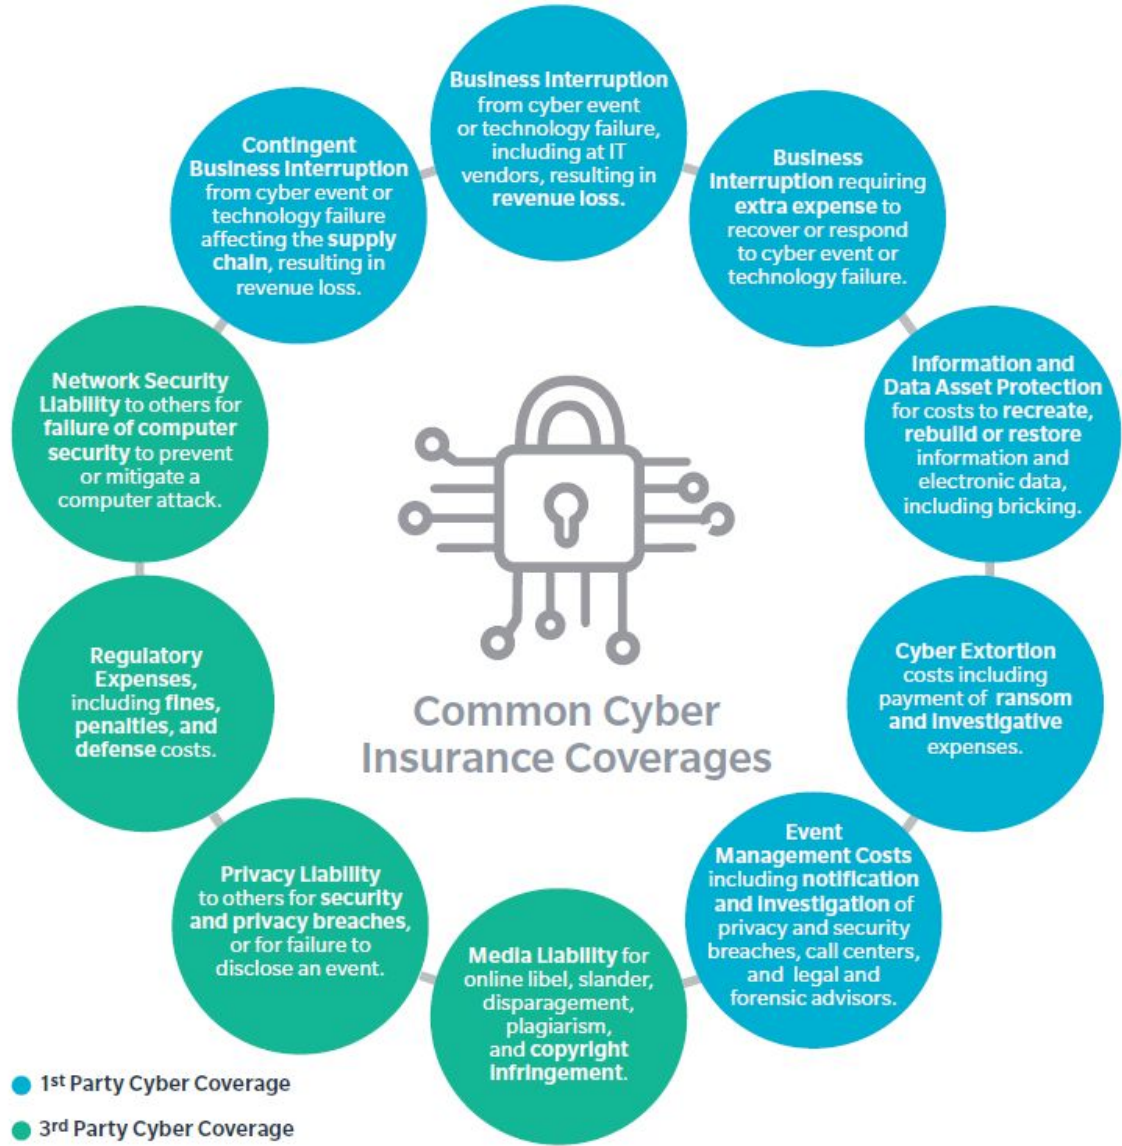 Business Interruption
from cyber event
or technology failure,
including at IT
vendors, resulting in
revenue loss.
Business
Interruption requiring
extra expense to
recover or respond
to cyber event or
technology failure.
Information and
Data Asset Protection
for costs to recreate,
rebuild or restore
information and
electronic data,
including bricking.
Cyber Extortion
costs including
payment of ransom
and investigative
expenses.
Event
Management Costs
including notification
and investigation of
privacy and security
breaches, call centers,
and legal and
forensic advisors.
Media Liability for
online libel, slander,
disparagement,
plagiarism,
and copyright
infringement.
Privacy Liability
to others for security
and privacy breaches,
or for failure to
disclose an event.
Regulatory
Expenses,
including fines,
penalties, and
defense costs.
Network Security
Liability to others for
failure of computer
security to prevent
or mitigate a
computer attack.
Contingent
Business Interruption
from cyber event or
technology failure
affecting the supply
chain, resulting in
revenue loss.
Common Cyber
Insurance Coverages
1st Party Cyber Coverage
3rd Party Cyber Coverage